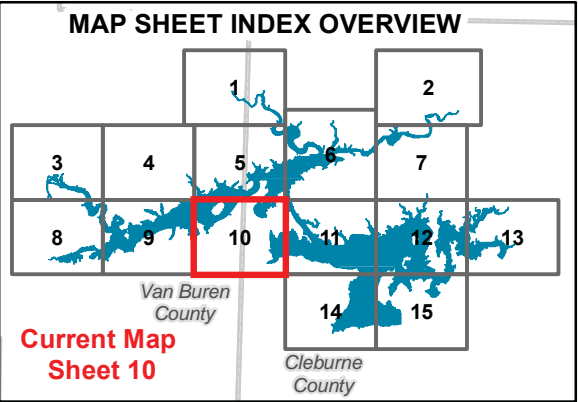 MAP SHEET INDEX OVERVIEW
1
2
3
4
5
6
7
8
9
10
11
12
13
Van Buren
County
14
15
Current Map
Sheet 10
Cleburne
County